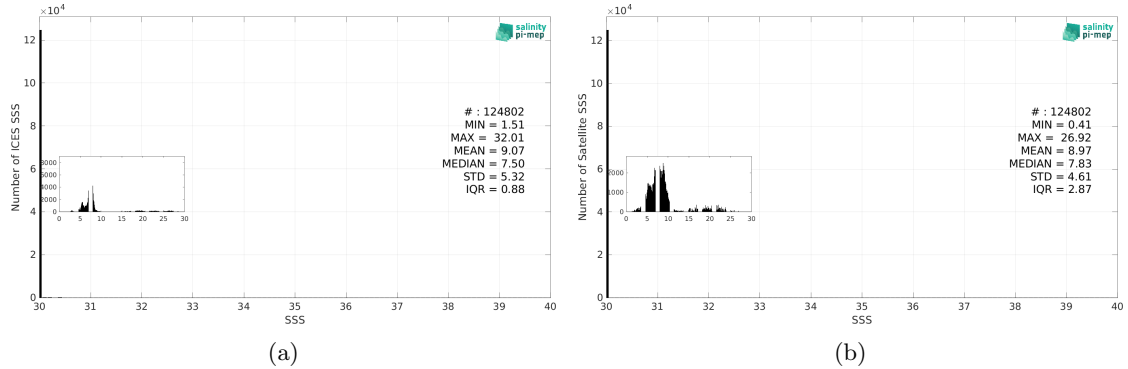 ×10⁴
12
10
8
6
4
2
0
Number of ICES SSS
salinity
pi-mep
# : 124802
MIN = 1.51
MAX = 32.01
MEAN = 9.07
MEDIAN = 7.50
STD = 5.32
IQR = 0.88
8000
6000
4000
2000
0
0 5 10 15 20 25 30
30 31 32 33 34 35 36 37 38 39 40
SSS
(a)
×10⁴
12
10
8
6
4
2
0
Number of Satellite SSS
salinity
pi-mep
# : 124802
MIN = 0.41
MAX = 26.92
MEAN = 8.97
MEDIAN = 7.83
STD = 4.61
IQR = 2.87
2000
1000
0
0 5 10 15 20 25 30
30 31 32 33 34 35 36 37 38 39 40
SSS
(b)